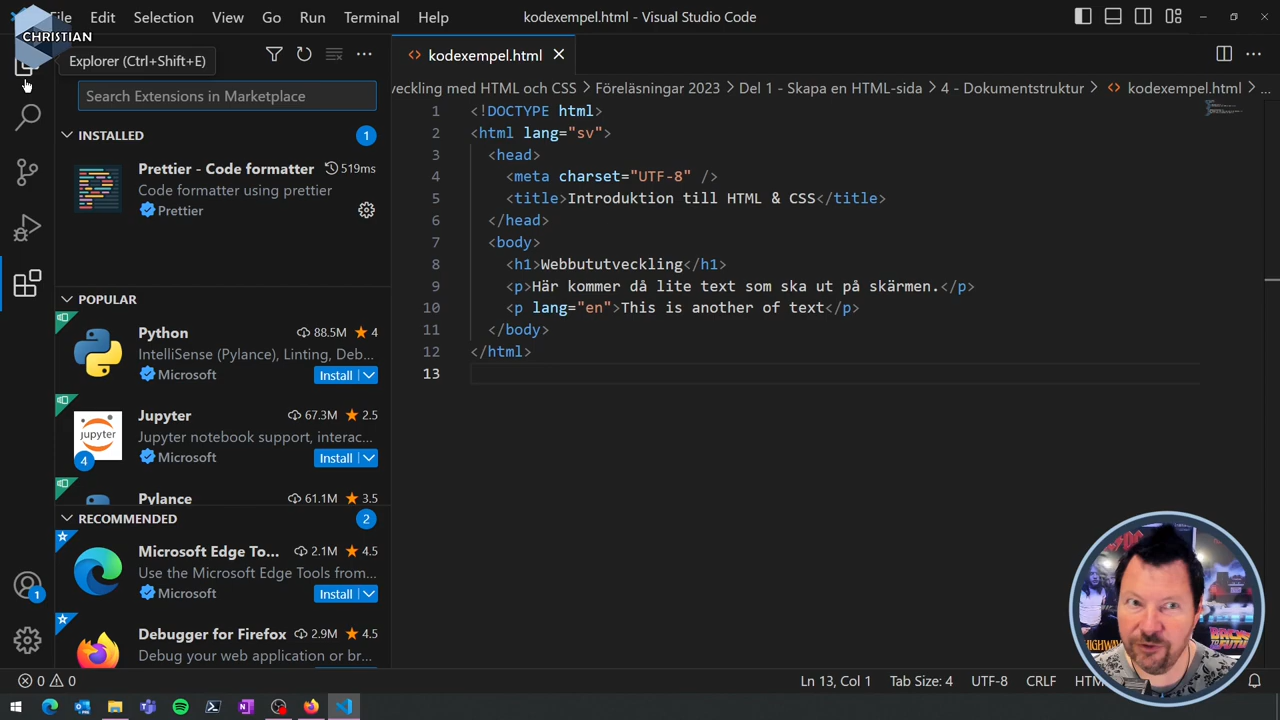 File Edit Selection View Go Run Terminal Help
kodexempel.html - Visual Studio Code
CHRISTIAN
Explorer (Ctrl+Shift+E)
Search Extensions in Marketplace
INSTALLED 1
Prettier - Code formatter 519ms
Code formatter using prettier
Prettier
POPULAR
Python 88.5M 4
IntelliSense (Pylance), Linting, Deb...
Microsoft Install
Jupyter 67.3M 2.5
jupyter
Jupyter notebook support, interac...
4 Microsoft Install
Pylance 61.1M 3.5
RECOMMENDED 2
Microsoft Edge To... 2.1M 4.5
Use the Microsoft Edge Tools from...
Microsoft Install
Debugger for Firefox 2.9M 4.5
Debug your web application or br...
1
kodexempel.html
veckling med HTML och CSS > Föreläsningar 2023 > Del 1 - Skapa en HTML-sida > 4 - Dokumentstruktur > kodexempel.html > ...
1 <!DOCTYPE html>
2 <html lang="sv">
3 <head>
4 <meta charset="UTF-8" />
5 <title>Introduktion till HTML & CSS</title>
6 </head>
7 <body>
8 <h1>Webbututveckling</h1>
9 <p>Här kommer då lite text som ska ut på skärmen.</p>
10 <p lang="en">This is another of text</p>
11 </body>
12 </html>
13
HIGHWAY
BACK TO FUTUR
0 0
Ln 13, Col 1 Tab Size: 4 UTF-8 CRLF HTM